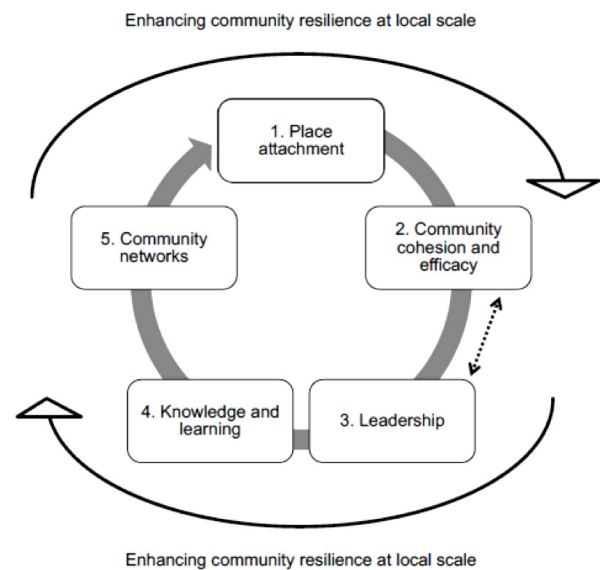 Enhancing community resilience at local scale
1. Place
attachment
2. Community
cohesion and
efficacy
3. Leadership
4. Knowledge and
learning
5. Community
networks
Enhancing community resilience at local scale